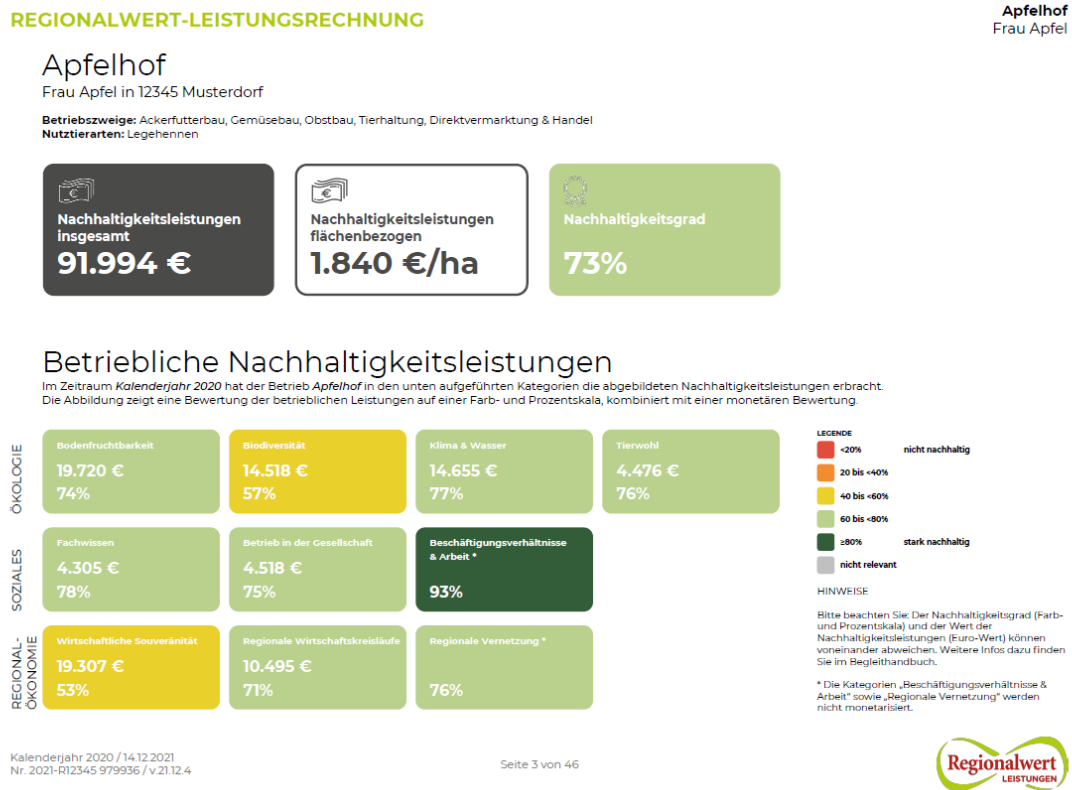 REGIONALWERT-LEISTUNGSRECHNUNG
Apfelhof
Frau Apfel
Apfelhof
Frau Apfel in 12345 Musterdorf
Betriebszweige: Ackerfutterbau, Gemüsebau, Obstbau, Tierhaltung, Direktvermarktung & Handel
Nutztierarten: Legehennen
Nachhaltigkeitsleistungen
insgesamt
91.994 €
Nachhaltigkeitsleistungen
flächenbezogen
1.840 €/ha
Nachhaltigkeitsgrad
73%
Betriebliche Nachhaltigkeitsleistungen
Im Zeitraum Kalenderjahr 2020 hat der Betrieb Apfelhof in den unten aufgeführten Kategorien die abgebildeten Nachhaltigkeitsleistungen erbracht.
Die Abbildung zeigt eine Bewertung der betrieblichen Leistungen auf einer Farb- und Prozentskala, kombiniert mit einer monetären Bewertung.
ÖKOLOGIE
Bodenfruchtbarkeit
19.720 €
74%
Biodiversität
14.518 €
57%
Klima & Wasser
14.655 €
77%
Tierwohl
4.476 €
76%
SOZIALES
Fachwissen
4.305 €
78%
Betrieb in der Gesellschaft
4.518 €
75%
Beschäftigungsverhältnisse
& Arbeit *
93%
REGIONAL-
ÖKONOMIE
Wirtschaftliche Souveränität
19.307 €
53%
Regionale Wirtschaftskreisläufe
10.495 €
71%
Regionale Vernetzung *
76%
LEGENDE
<20% nicht nachhaltig
20 bis <40%
40 bis <60%
60 bis <80%
≥80% stark nachhaltig
nicht relevant
HINWEISE
Bitte beachten Sie: Der Nachhaltigkeitsgrad (Farb-
und Prozentskala) und der Wert der
Nachhaltigkeitsleistungen (Euro-Wert) können
voneinander abweichen. Weitere Infos dazu finden
Sie im Begleithandbuch.
* Die Kategorien „Beschäftigungsverhältnisse &
Arbeit" sowie „Regionale Vernetzung" werden
nicht monetarisiert.
Kalenderjahr 2020 / 14.12.2021
Nr. 2021-R12345 979936 / v.21.12.4
Seite 3 von 46
Regionalwert
LEISTUNGEN